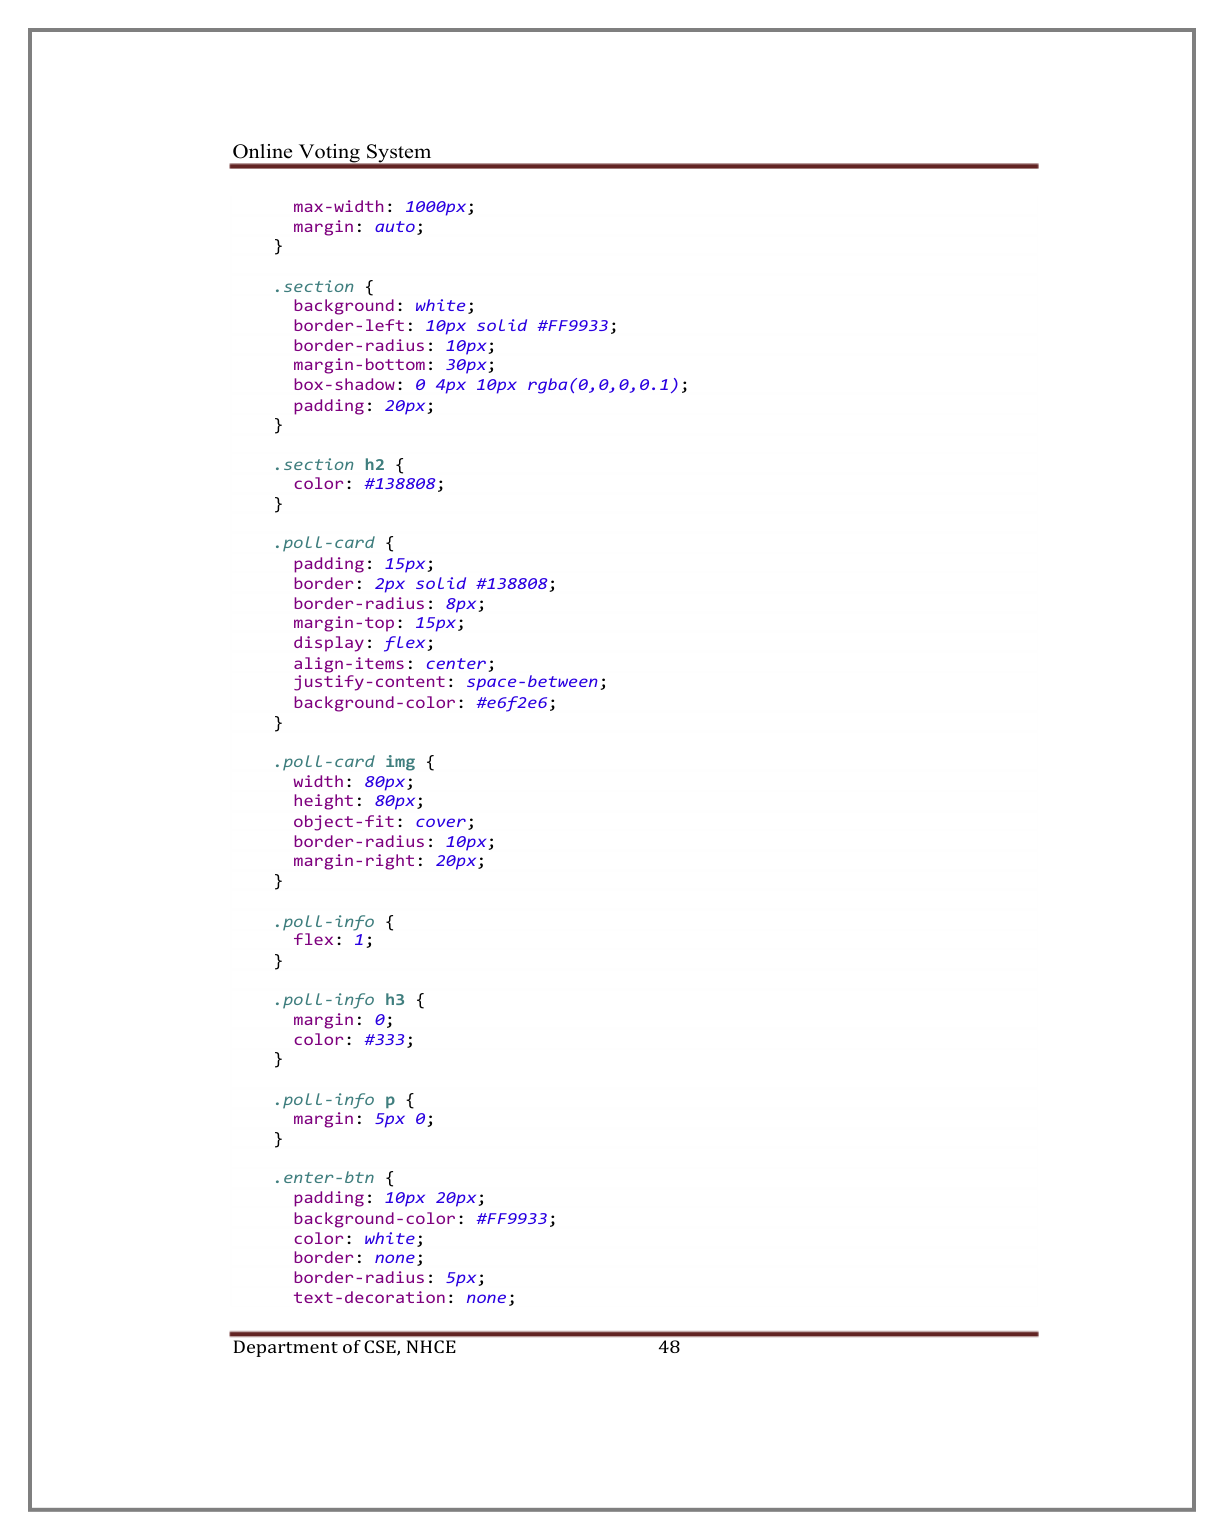 Online Voting System
max-width: 1000px;
margin: auto;
}
.section {
background: white;
border-left: 10px solid #FF9933;
border-radius: 10px;
margin-bottom: 30px;
box-shadow: 0 4px 10px rgba(0,0,0,0.1);
padding: 20px;
}
.section h2 {
color: #138808;
}
.poll-card {
padding: 15px;
border: 2px solid #138808;
border-radius: 8px;
margin-top: 15px;
display: flex;
align-items: center;
justify-content: space-between;
background-color: #e6f2e6;
}
.poll-card img {
width: 80px;
height: 80px;
object-fit: cover;
border-radius: 10px;
margin-right: 20px;
}
.poll-info {
flex: 1;
}
.poll-info h3 {
margin: 0;
color: #333;
}
.poll-info p {
margin: 5px 0;
}
.enter-btn {
padding: 10px 20px;
background-color: #FF9933;
color: white;
border: none;
border-radius: 5px;
text-decoration: none;
Department of CSE, NHCE 48